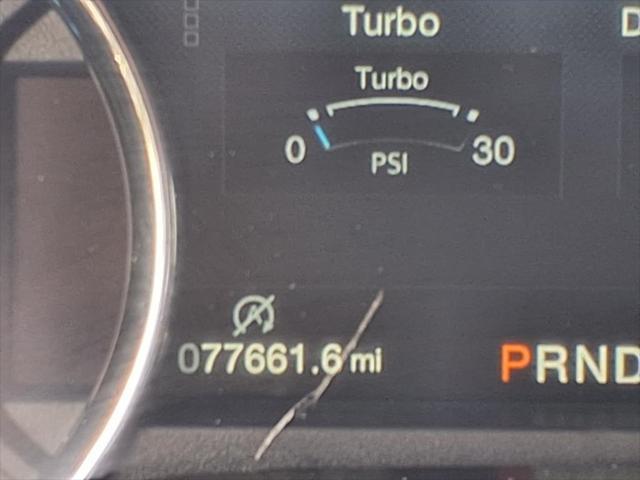 Turbo
D
Turbo
0 PSI 30
077661.6 mi
PRND